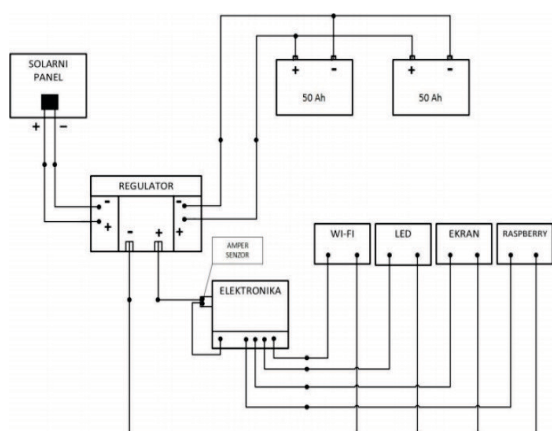 SOLARNI
PANEL
+ −
+ -
50 Ah
+ -
50 Ah
REGULATOR
-
+
- +
-
+
AMPER
SENZOR
ELEKTRONIKA
WI-FI
LED
EKRAN
RASPBERRY